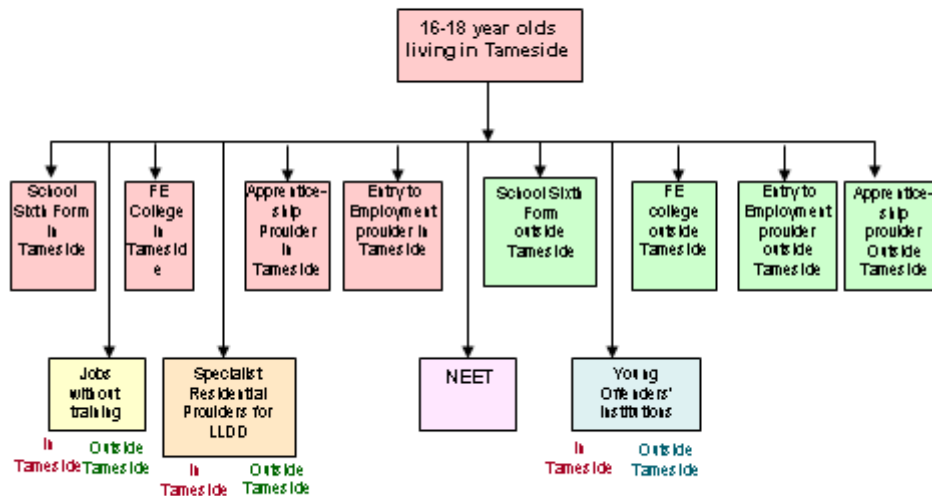 16-18 year olds
living in Tameside
School
Sixth Form
in
Tameside
FE
College
in
Tamesid
e
Apprentice-
ship
Provider
in
Tameside
Entry to
Employment
provider in
Tameside
School Sixth
Form
outside
Tameside
FE
college
outside
Tameside
Entry to
Employment
provider
outside
Tameside
Apprentice-
ship
provider
Outside
Tameside
Jobs
without
training
Specialist
Residential
Providers for
LLDD
NEET
Young
Offenders'
Institutions
In
Tameside
Outside
Tameside
In
Tameside
Outside
Tameside
In
Tameside
Outside
Tameside